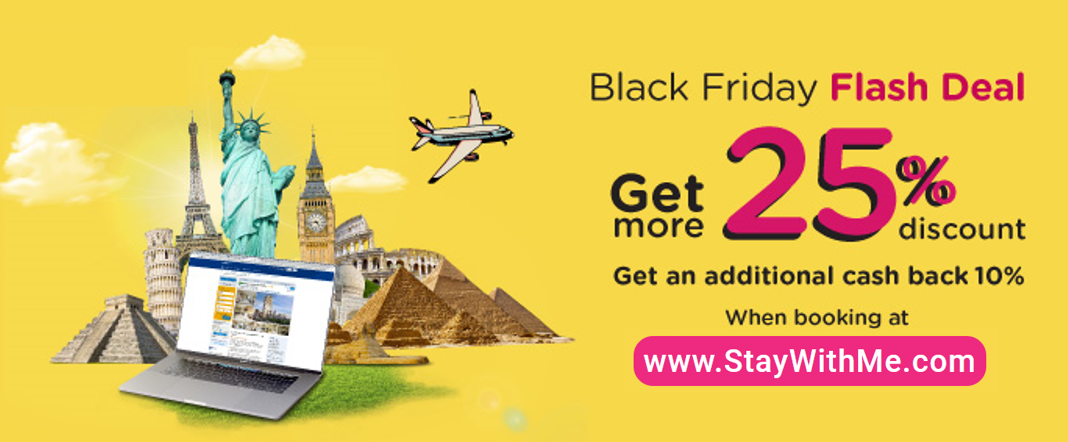 Black Friday Flash Deal
Get more 25% discount
Get an additional cash back 10%
When booking at
www.StayWithMe.com